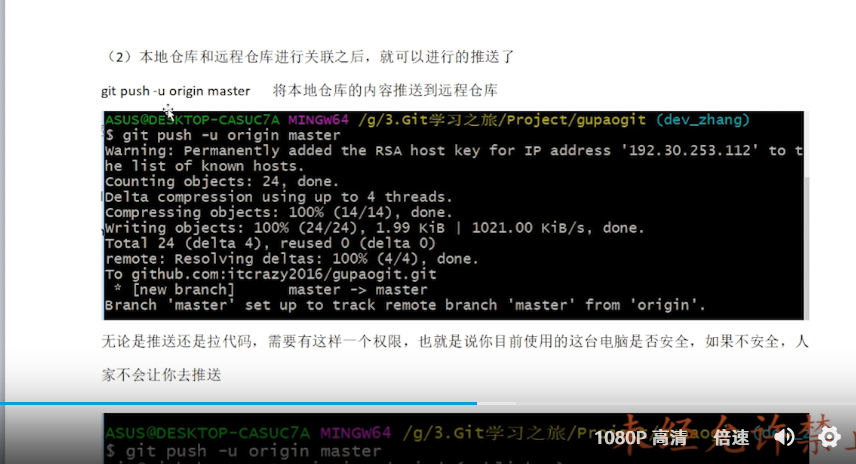 （2）本地仓库和远程仓库进行关联之后，就可以进行的推送了
git push -u origin master 将本地仓库的内容推送到远程仓库
ASUS@DESKTOP-CASUC7A MINGW64 /g/3.Git学习之旅/Project/gupaogit (dev_zhang)
$ git push -u origin master
Warning: Permanently added the RSA host key for IP address '192.30.253.112' to t
he list of known hosts.
Counting objects: 24, done.
Delta compression using up to 4 threads.
Compressing objects: 100% (14/14), done.
Writing objects: 100% (24/24), 1.99 KiB | 1021.00 KiB/s, done.
Total 24 (delta 4), reused 0 (delta 0)
remote: Resolving deltas: 100% (4/4), done.
To github.com:itcrazy2016/gupaogit.git
* [new branch] master -> master
Branch 'master' set up to track remote branch 'master' from 'origin'.
无论是推送还是拉代码，需要有这样一个权限，也就是说你目前使用的这台电脑是否安全，如果不安全，人
家不会让你去推送
ASUS@DESKTOP-CASUC7A MINGW64 /g/3.Git学习之旅/Pro
未经允许禁
$ git push -u origin master
1080P 高清 倍速